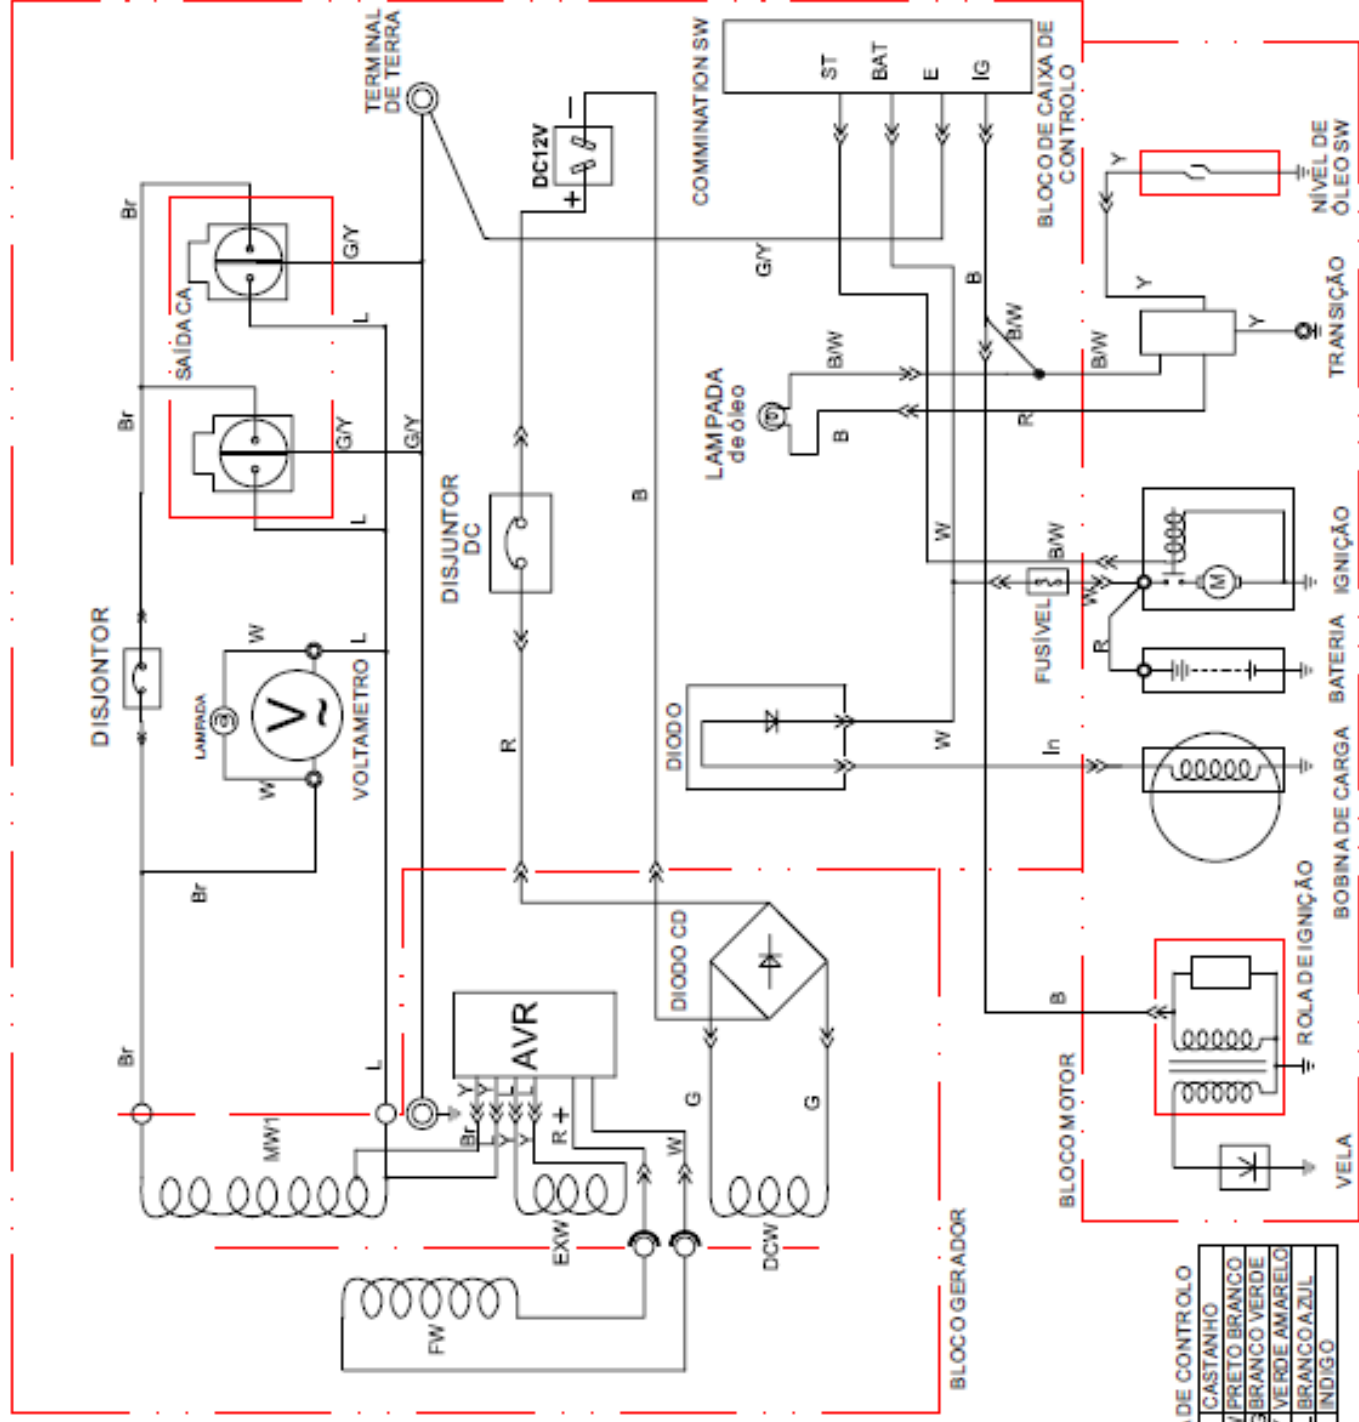 TERMINAL
DE TERRA
COMMINATION SW
ST
BAT
E
IG
BLOCO DE CAIXA DE
CONTROLO
DC12V
+
−
Br
SAÍDA CA
G/Y
L
G/Y
B
B/W
Y
NÍVEL DE
ÓLEO SW
Y
Y
TRANSIÇÃO
Br
G/Y
G/Y
L
LAMPADA
de óleo
B/W
B
R
B/W
DISJUNTOR
DC
B
W
B/W
FUSÍVEL
W
R
M
IGNIÇÃO
BATERIA
DISJONTOR
LAMPADA
W
W
V
~
L
VOLTAMETRO
R
DIODO
W
In
BOBINA DE CARGA
Br
DIODO CD
B
ROLA DE IGNIÇÃO
Br
L
AVR
Y
Y
L
L
Br
L
Y
Y
R +
W
G
G
MW1
EXW
DCW
FW
BLOCO MOTOR
VELA
BLOCO GERADOR
DE CONTROLO
CASTANHO
PRETO BRANCO
BRANCO VERDE
VERDE AMARELO
BRANCO AZUL
INDIGO